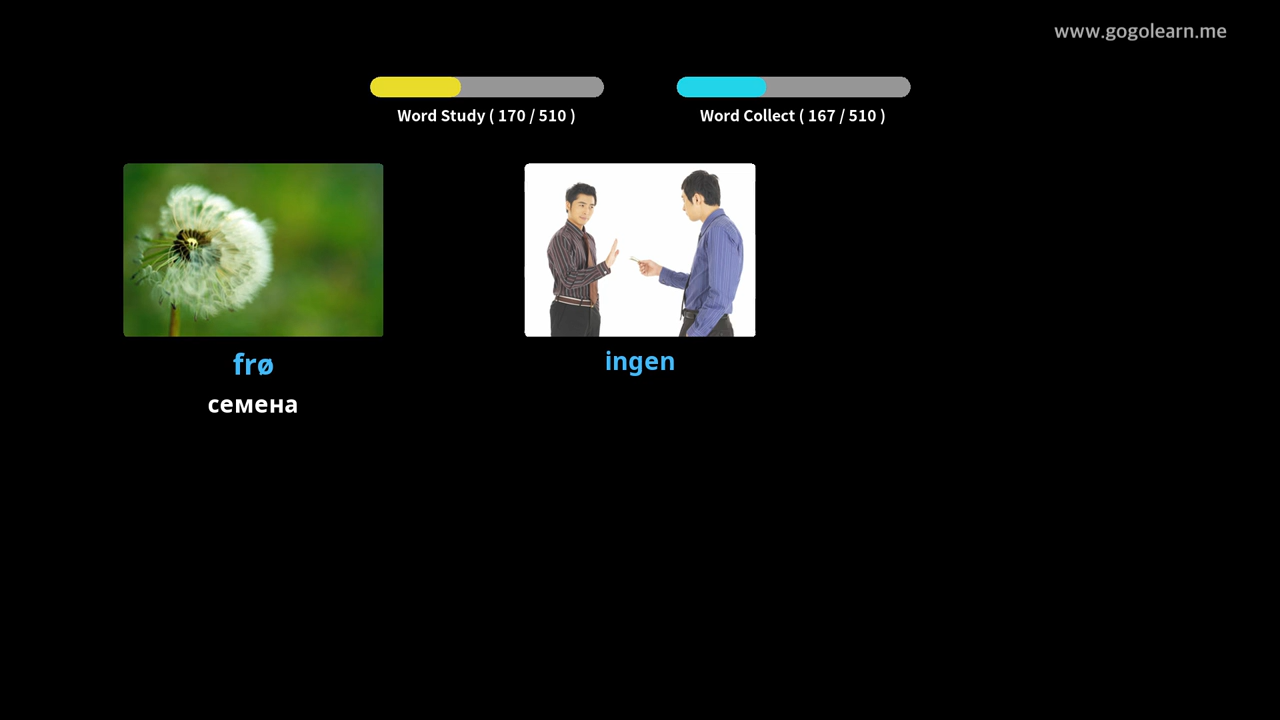 www.gogolearn.me
Word Study ( 170 / 510 )
Word Collect ( 167 / 510 )
frø
ingen
семена